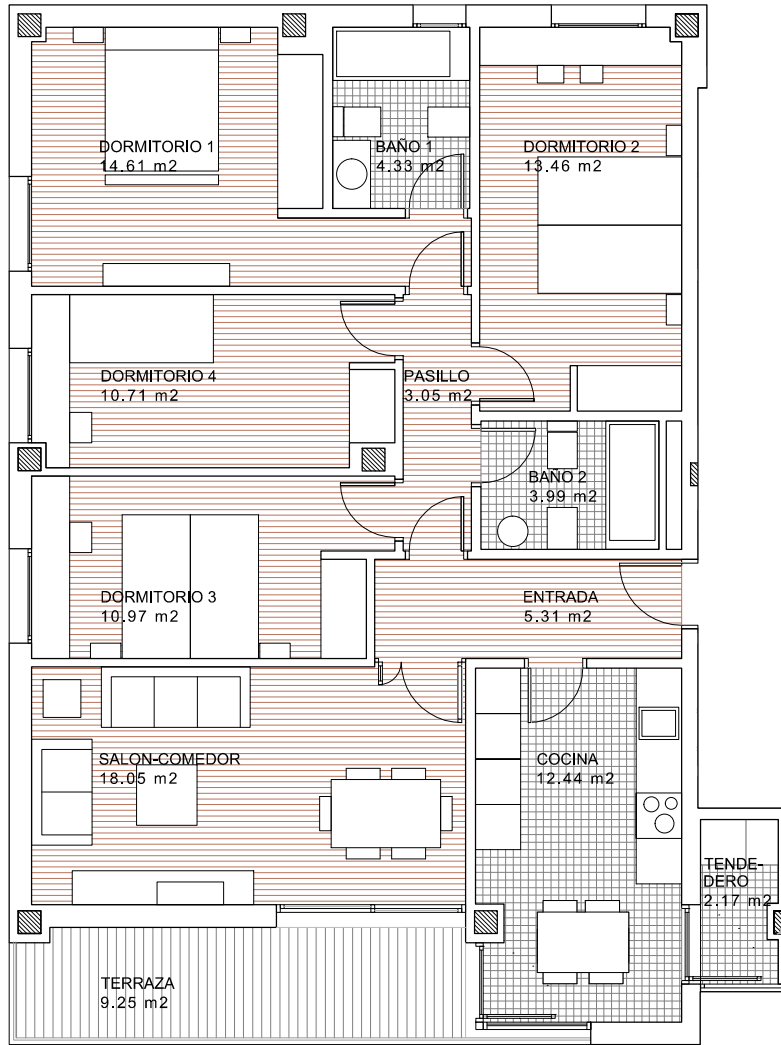 DORMITORIO 1
14.61 m2
BAÑO 1
4.33 m2
DORMITORIO 2
13.46 m2
DORMITORIO 4
10.71 m2
PASILLO
3.05 m2
BAÑO 2
3.99 m2
DORMITORIO 3
10.97 m2
ENTRADA
5.31 m2
SALON-COMEDOR
18.05 m2
COCINA
12.44 m2
TENDE-
DERO
2.17 m2
TERRAZA
9.25 m2